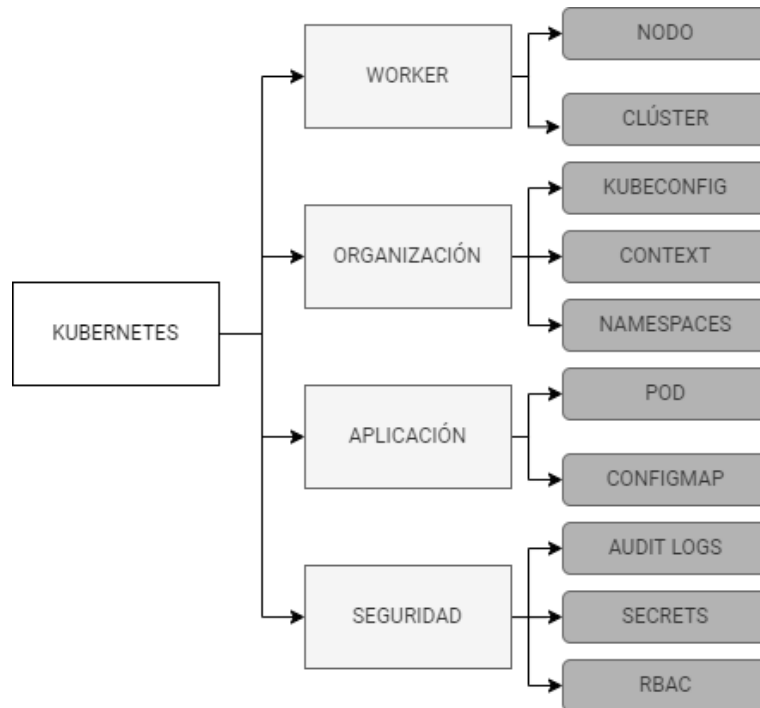 KUBERNETES
WORKER
NODO
CLÚSTER
ORGANIZACIÓN
KUBECONFIG
CONTEXT
NAMESPACES
APLICACIÓN
POD
CONFIGMAP
SEGURIDAD
AUDIT LOGS
SECRETS
RBAC